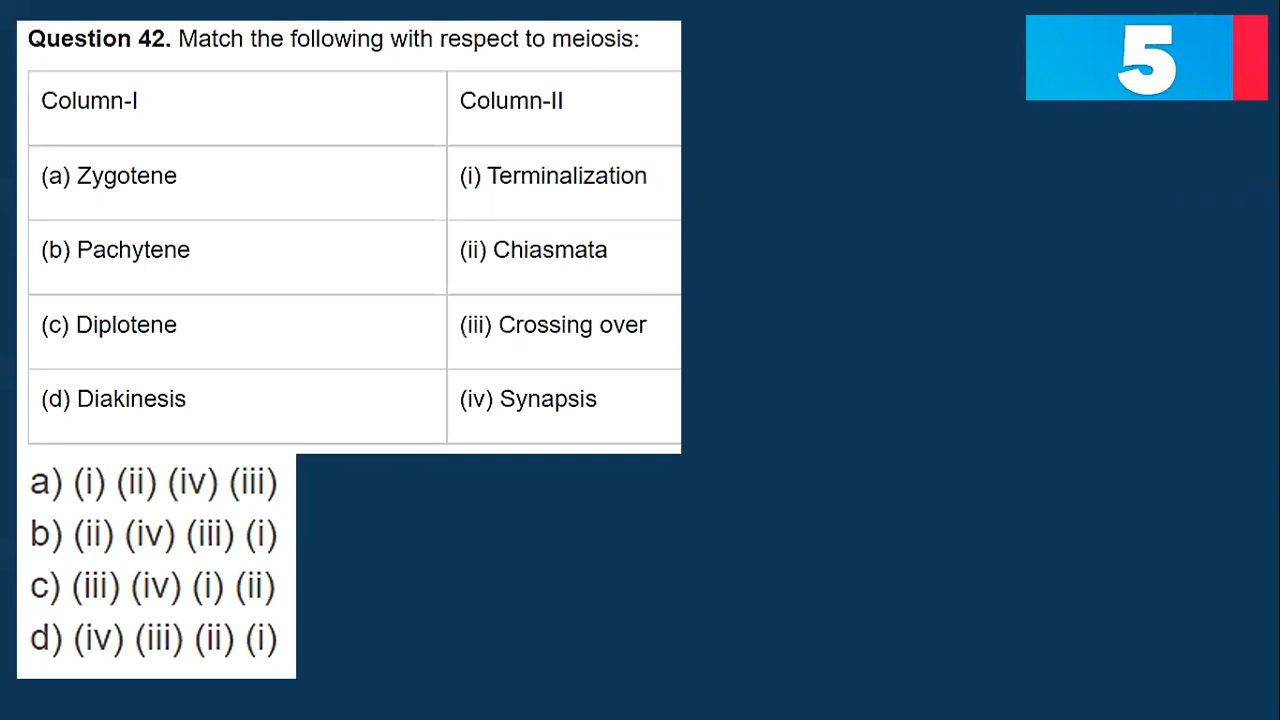 Question 42. Match the following with respect to meiosis:
Column-I Column-II
(a) Zygotene (i) Terminalization
(b) Pachytene (ii) Chiasmata
(c) Diplotene (iii) Crossing over
(d) Diakinesis (iv) Synapsis
a) (i) (ii) (iv) (iii)
b) (ii) (iv) (iii) (i)
c) (iii) (iv) (i) (ii)
d) (iv) (iii) (ii) (i)
5